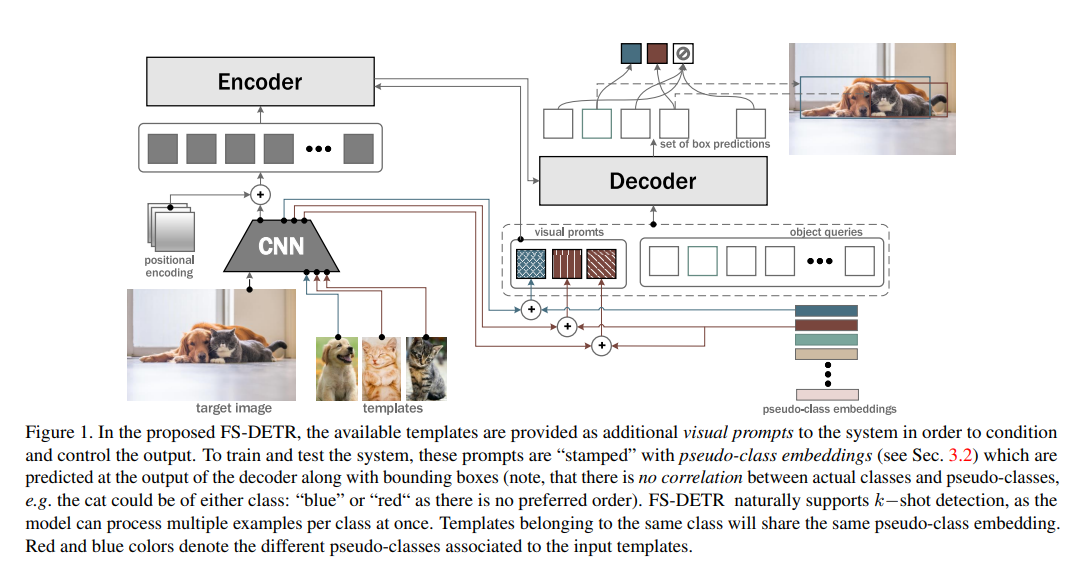 Encoder
set of box predictions
Decoder
positional
encoding
CNN
visual promts
object queries
target image
templates
pseudo-class embeddings
Figure 1. In the proposed FS-DETR, the available templates are provided as additional visual prompts to the system in order to condition
and control the output. To train and test the system, these prompts are “stamped” with pseudo-class embeddings (see Sec. 3.2) which are
predicted at the output of the decoder along with bounding boxes (note, that there is no correlation between actual classes and pseudo-classes,
e.g. the cat could be of either class: “blue” or “red“ as there is no preferred order). FS-DETR naturally supports k−shot detection, as the
model can process multiple examples per class at once. Templates belonging to the same class will share the same pseudo-class embedding.
Red and blue colors denote the different pseudo-classes associated to the input templates.